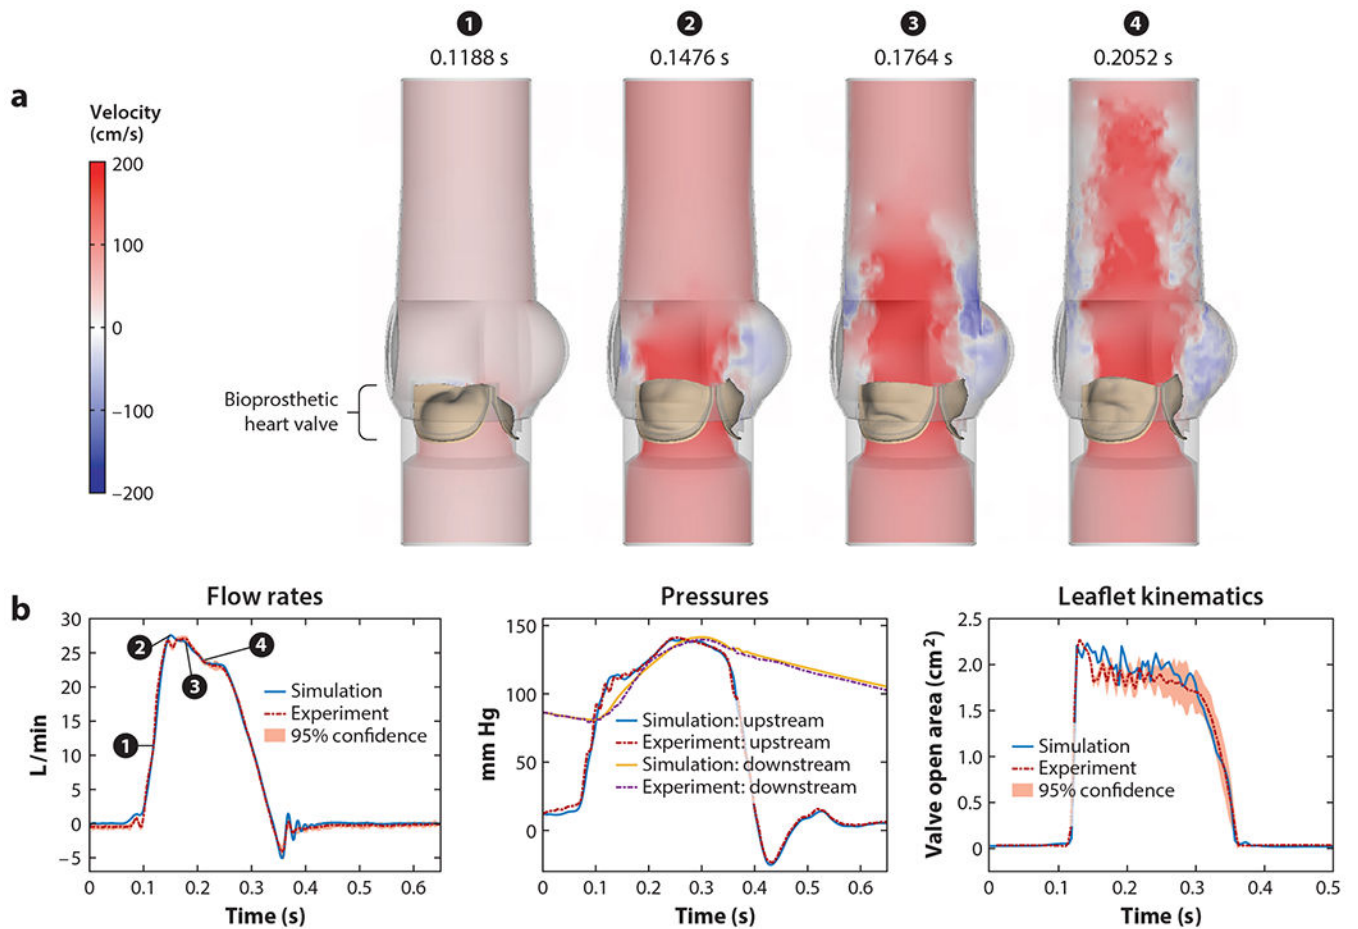 1 2 3 4
0.1188 s 0.1476 s 0.1764 s 0.2052 s
a
Velocity
(cm/s)
200
100
0
−100
−200
Bioprosthetic
heart valve
b
Flow rates
L/min
30
25
20
15
10
5
0
−5
2
4
3
1
Simulation
Experiment
95% confidence
0 0.1 0.2 0.3 0.4 0.5 0.6
Time (s)
Pressures
mm Hg
150
100
50
0
Simulation: upstream
Experiment: upstream
Simulation: downstream
Experiment: downstream
0 0.1 0.2 0.3 0.4 0.5 0.6
Time (s)
Leaflet kinematics
Valve open area (cm²)
2.5
2.0
1.5
1.0
0.5
0
Simulation
Experiment
95% confidence
0 0.1 0.2 0.3 0.4 0.5
Time (s)